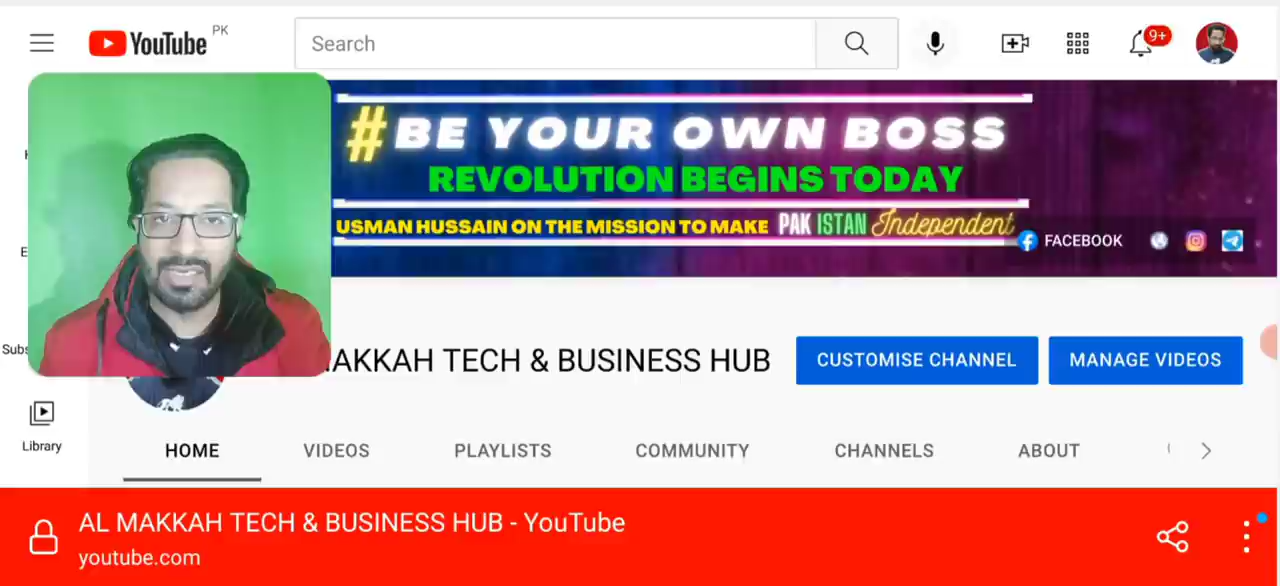 YouTube PK
Search
9+
#BE YOUR OWN BOSS
REVOLUTION BEGINS TODAY
USMAN HUSSAIN ON THE MISSION TO MAKE PAKISTAN Independent
FACEBOOK
MAKKAH TECH & BUSINESS HUB
CUSTOMISE CHANNEL
MANAGE VIDEOS
Library
HOME
VIDEOS
PLAYLISTS
COMMUNITY
CHANNELS
ABOUT
AL MAKKAH TECH & BUSINESS HUB - YouTube
youtube.com